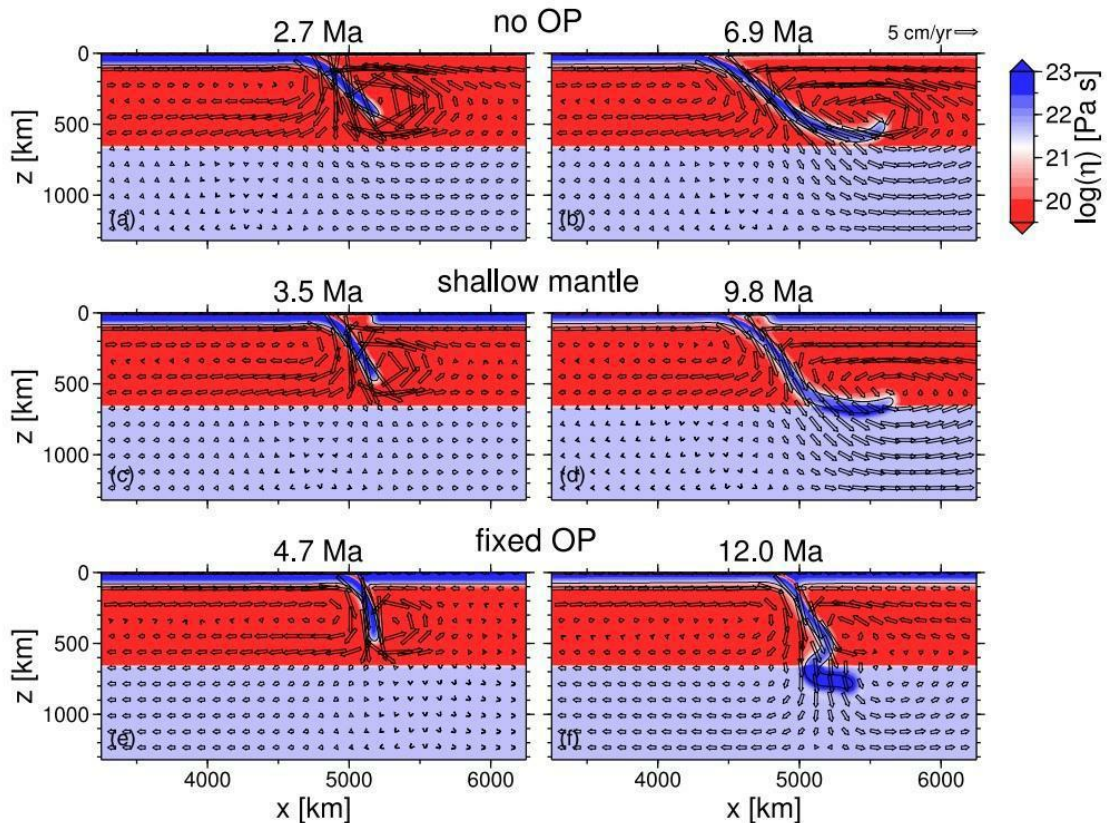 no OP
2.7 Ma
6.9 Ma
5 cm/yr
0
500
1000
z [km]
(a)
(b)
23
22
21
20
log(η) [Pa s]
shallow mantle
3.5 Ma
9.8 Ma
0
500
1000
z [km]
(c)
(d)
fixed OP
4.7 Ma
12.0 Ma
0
500
1000
z [km]
(e)
(f)
4000
5000
6000
4000
5000
6000
x [km]
x [km]